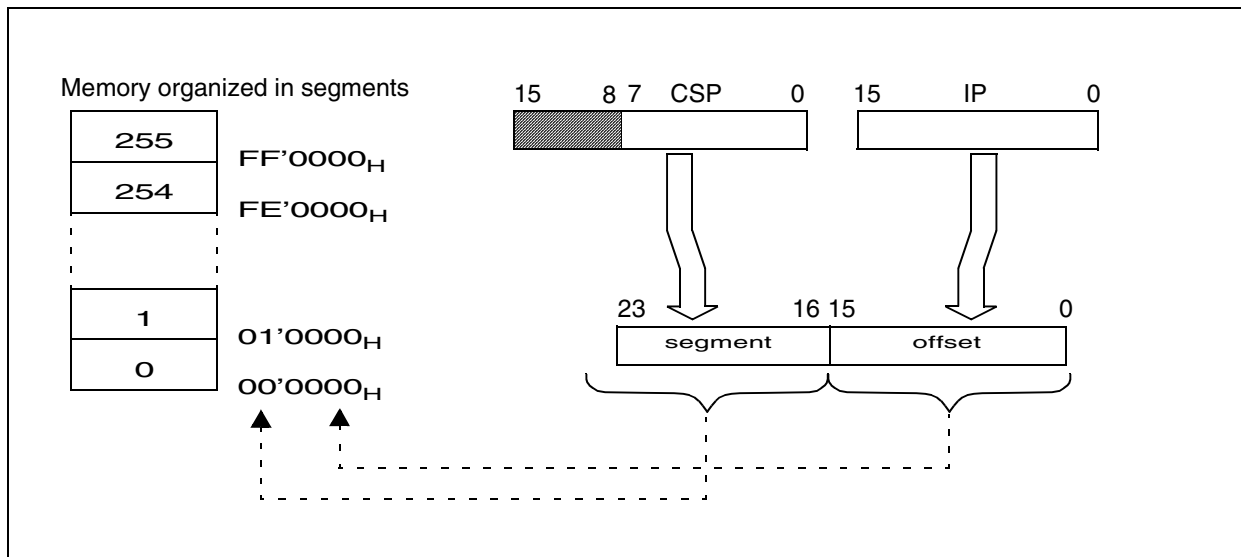 Memory organized in segments
255
FF’0000H
254
FE’0000H
1
01’0000H
0
00’0000H
15 8 7 CSP 0
15 IP 0
23 16 15 0
segment offset